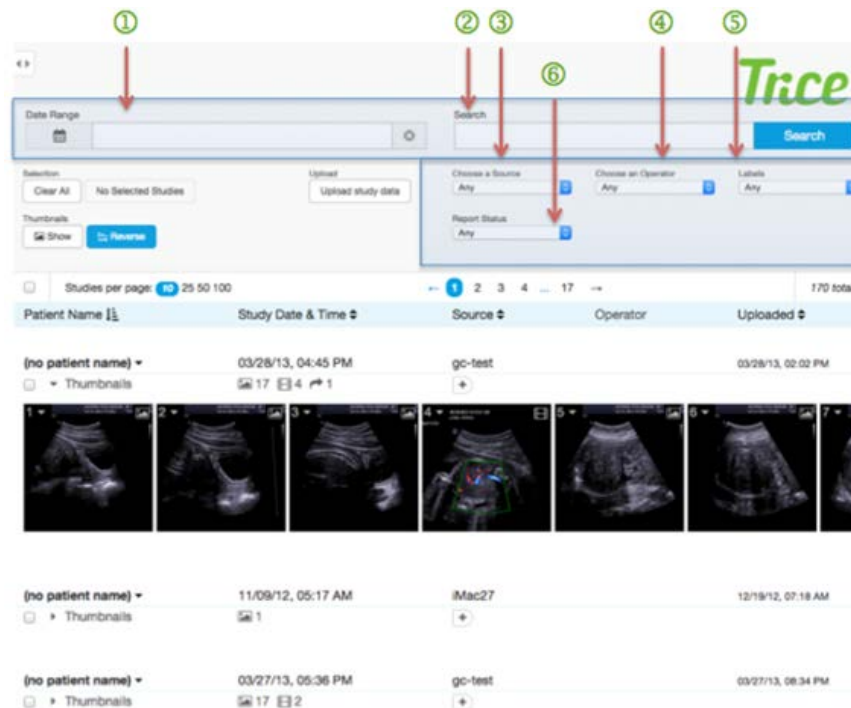 ① ② ③ ④ ⑤
⑥
Trice
Date Range Search
Search
Selection Upload Choose a Source Choose an Operator Labels
Clear All No Selected Studies Upload study data Any Any Any
Thumbnails Report Status
Show Reverse Any
Studies per page: 10 25 50 100 ← 1 2 3 4 ... 17 → 170 tota
Patient Name Study Date & Time Source Operator Uploaded
(no patient name) 03/28/13, 04:45 PM gc-test 03/28/13, 02:02 PM
Thumbnails 17 4 1 +
1 2 3 4 5 6 7
(no patient name) 11/09/12, 05:17 AM iMac27 12/19/12, 07:18 AM
Thumbnails 1 +
(no patient name) 03/27/13, 05:36 PM gc-test 03/27/13, 08:34 PM
Thumbnails 17 2 +